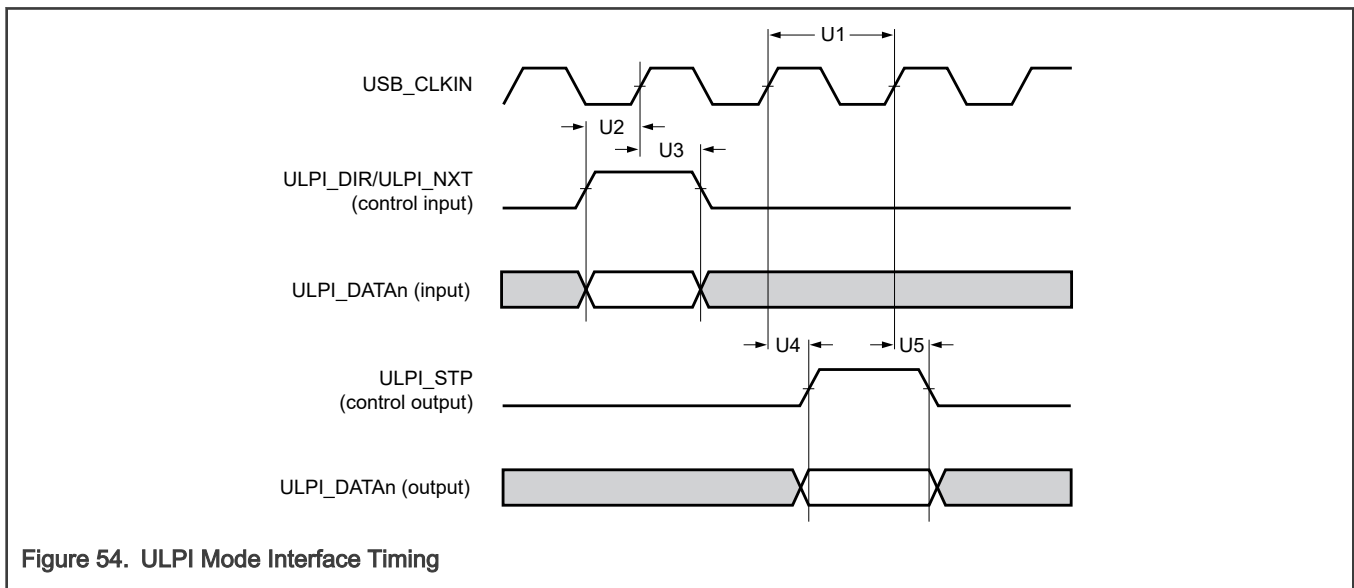 U1
USB_CLKIN
U2
U3
ULPI_DIR/ULPI_NXT
(control input)
ULPI_DATAn (input)
U4
U5
ULPI_STP
(control output)
ULPI_DATAn (output)
Figure 54. ULPI Mode Interface Timing